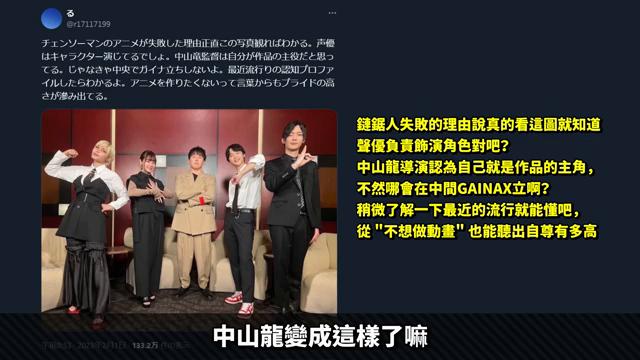 る
@r17117199
チェンソーマンのアニメが失敗した理由正直この写真観ればわかる。声優
はキャラクター演じてるでしょ。中山竜監督は自分が作品の主役だと思っ
てる。じゃなきゃ中央でガイナ立ちしないよ。最近流行りの認知プロファ
イルしたらわかるよ。アニメを作りたくないって言葉からもプライドの高
さが滲み出てる。
鏈鋸人失敗的理由說真的看這圖就知道
聲優負責飾演角色對吧?
中山龍導演認為自己就是作品的主角，
不然哪會在中間GAINAX立啊?
稍微了解一下最近的流行就能懂吧，
從 "不想做動畫" 也能聽出自尊有多高
133.2万 件の表示
中山龍變成這樣了嘛